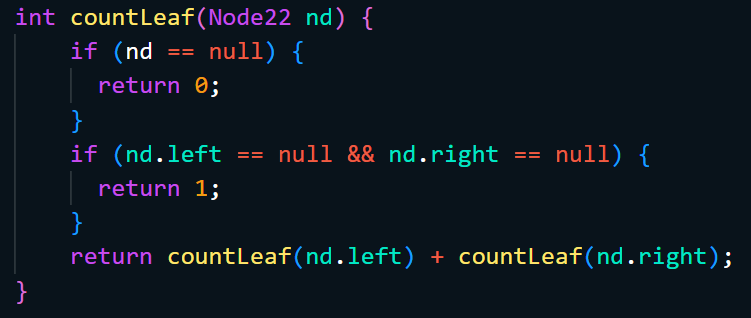 int countLeaf(Node22 nd) {
    if (nd == null) {
      return 0;
    }
    if (nd.left == null && nd.right == null) {
      return 1;
    }
    return countLeaf(nd.left) + countLeaf(nd.right);
}